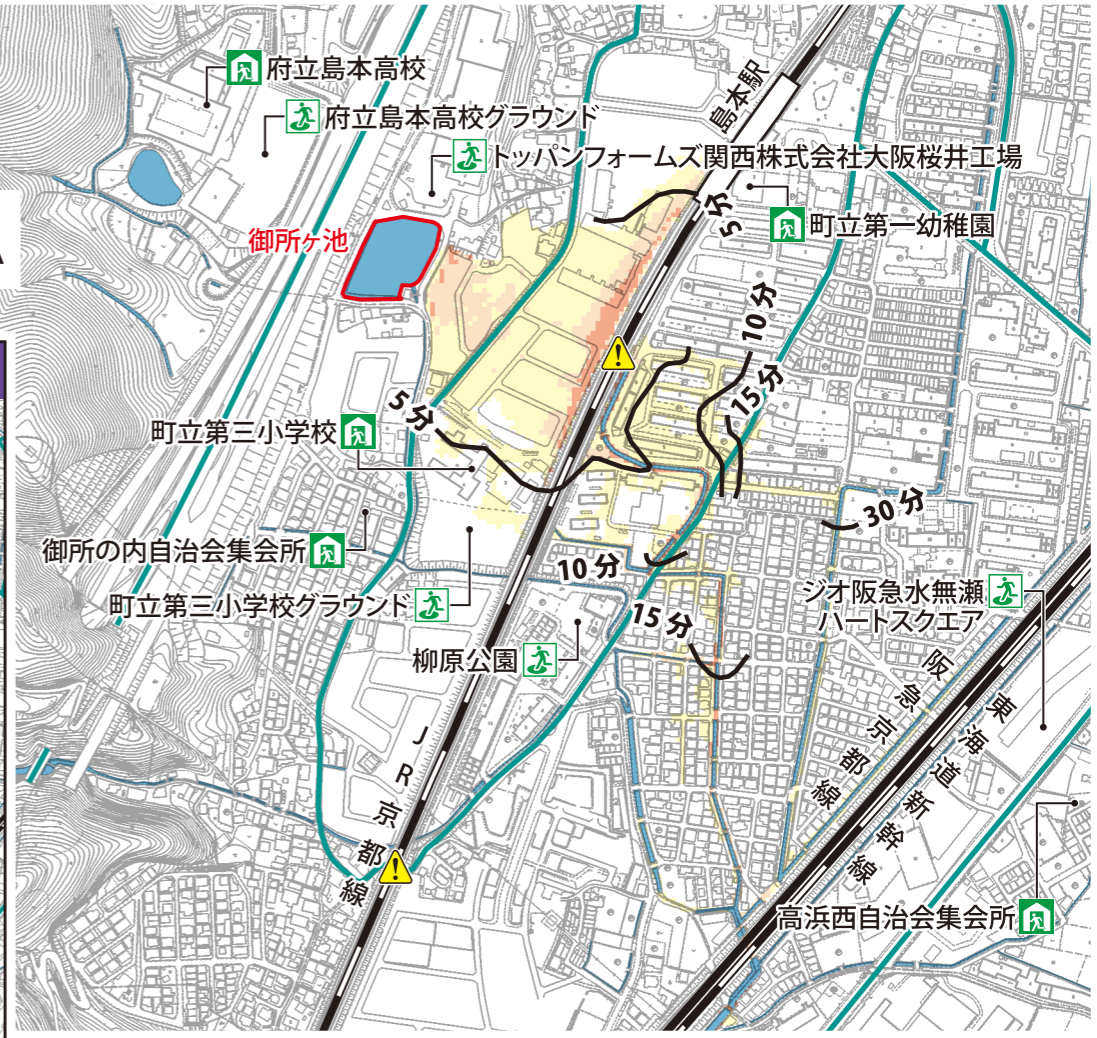 府立島本高校
府立島本高校グラウンド
島本駅
トッパンフォームズ関西株式会社大阪桜井工場
5分
町立第一幼稚園
御所ヶ池
10分
15分
5分
町立第三小学校
30分
御所の内自治会集会所
10分
ジオ阪急水無瀬
ハートスクエア
町立第三小学校グラウンド
15分
柳原公園
阪急京都線
東海道新幹線
JR京都線
高浜西自治会集会所